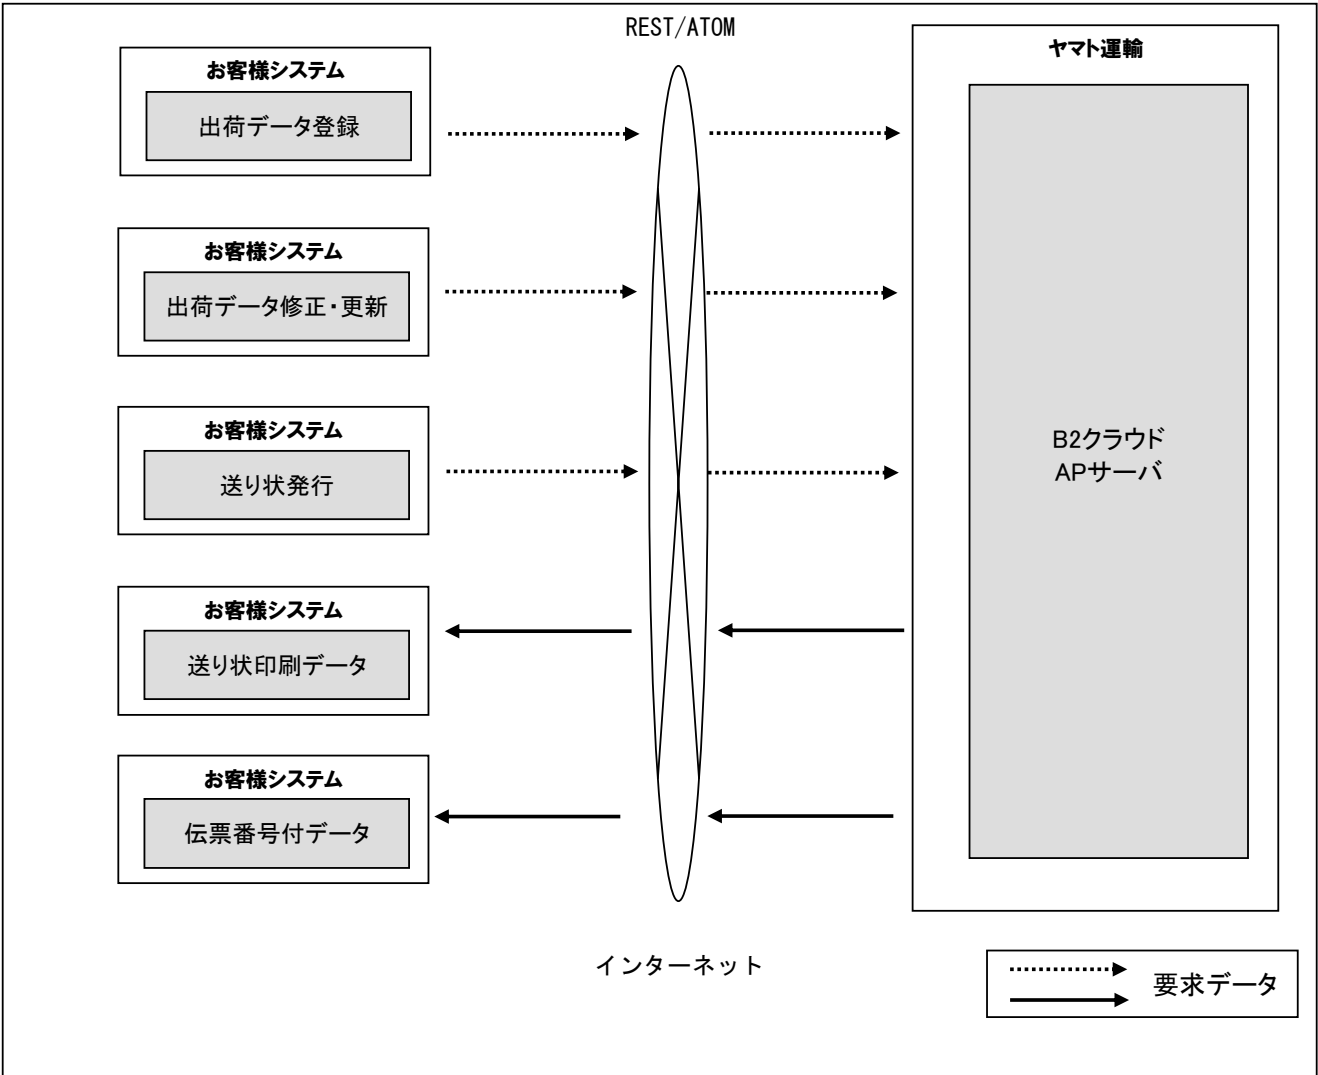 REST/ATOM
お客様システム
出荷データ登録
お客様システム
出荷データ修正・更新
お客様システム
送り状発行
お客様システム
送り状印刷データ
お客様システム
伝票番号付データ
ヤマト運輸
B2クラウド
APサーバ
インターネット
要求データ